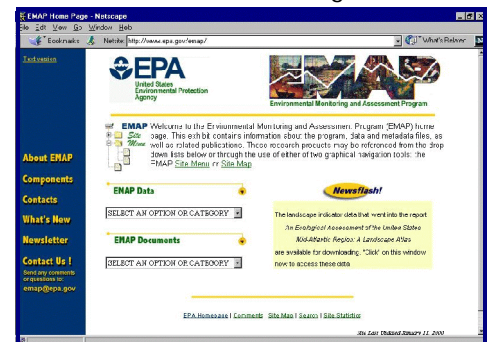 EMAP Home Page - Netscape
File Edit View Go Window Help
Bookmarks Netsite: http://www.epa.gov/emap/ What's Related
Text version
EPA
United States
Environmental Protection
Agency
EMAP
Environmental Monitoring and Assessment Program
Site
Menu
EMAP Welcome to the Environmental Monitoring and Assessment Program (EMAP) home
page. This exhibit contains information about the program, data and metadata files, as
well as related publications. These research products may be referenced from the drop
down lists below or through the use of either of two graphical navigation tools: the
EMAP Site Menu or Site Map
About EMAP
Components
Contacts
What's New
Newsletter
Contact Us !
Send any comments
or questions to:
emap@epa.gov
EMAP Data
SELECT AN OPTION OR CATEGORY
EMAP Documents
SELECT AN OPTION OR CATEGORY
Newsflash!
The landscape indicator data that went into the report
An Ecological Assessment of the United States
Mid-Atlantic Region: A Landscape Atlas
are available for downloading. "Click" on this window
now to access these data
EPA Homepage | Comments Site Map | Search | Site Statistics
Site Last Updated January 11, 2000